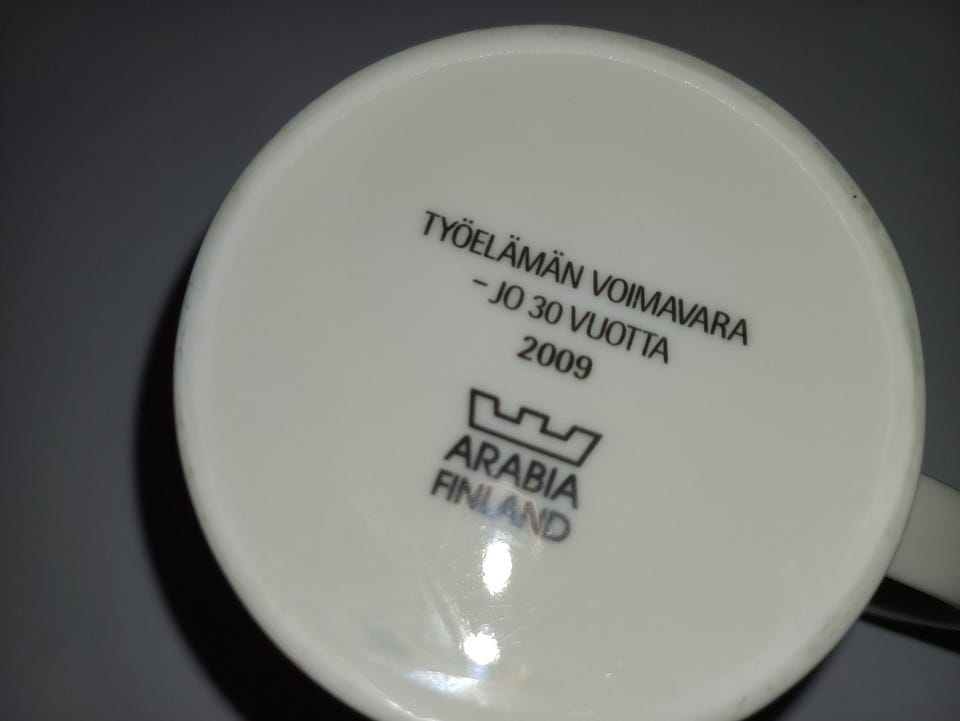 TYÖELÄMÄN VOIMAVARA
- JO 30 VUOTTA
2009
ARABIA
FINLAND